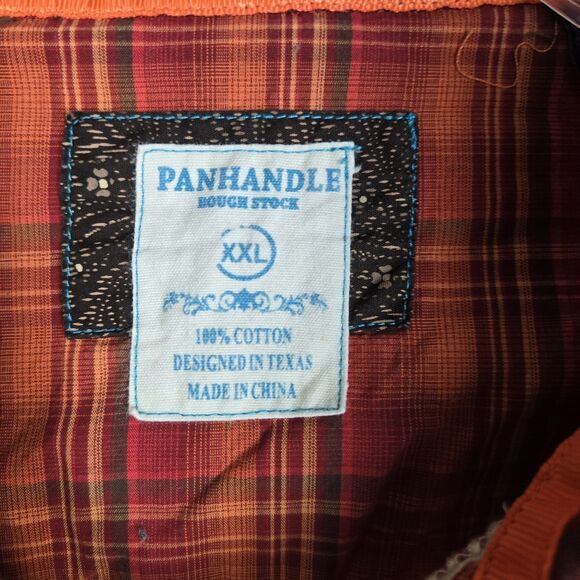 PANHANDLE
ROUGH STOCK
XXL
100% COTTON
DESIGNED IN TEXAS
MADE IN CHINA